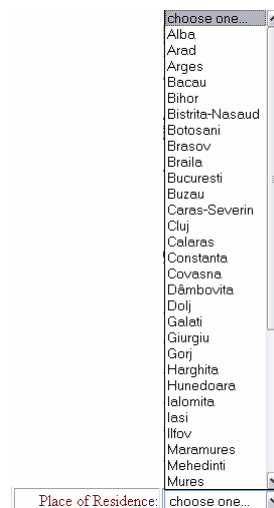 choose one...
Alba
Arad
Arges
Bacau
Bihor
Bistrita-Nasaud
Botosani
Brasov
Braila
Bucuresti
Buzau
Caras-Severin
Cluj
Calaras
Constanta
Covasna
Dâmbovita
Dolj
Galati
Giurgiu
Gorj
Harghita
Hunedoara
Ialomita
Iasi
Ilfov
Maramures
Mehedinti
Mures
Place of Residence: choose one...